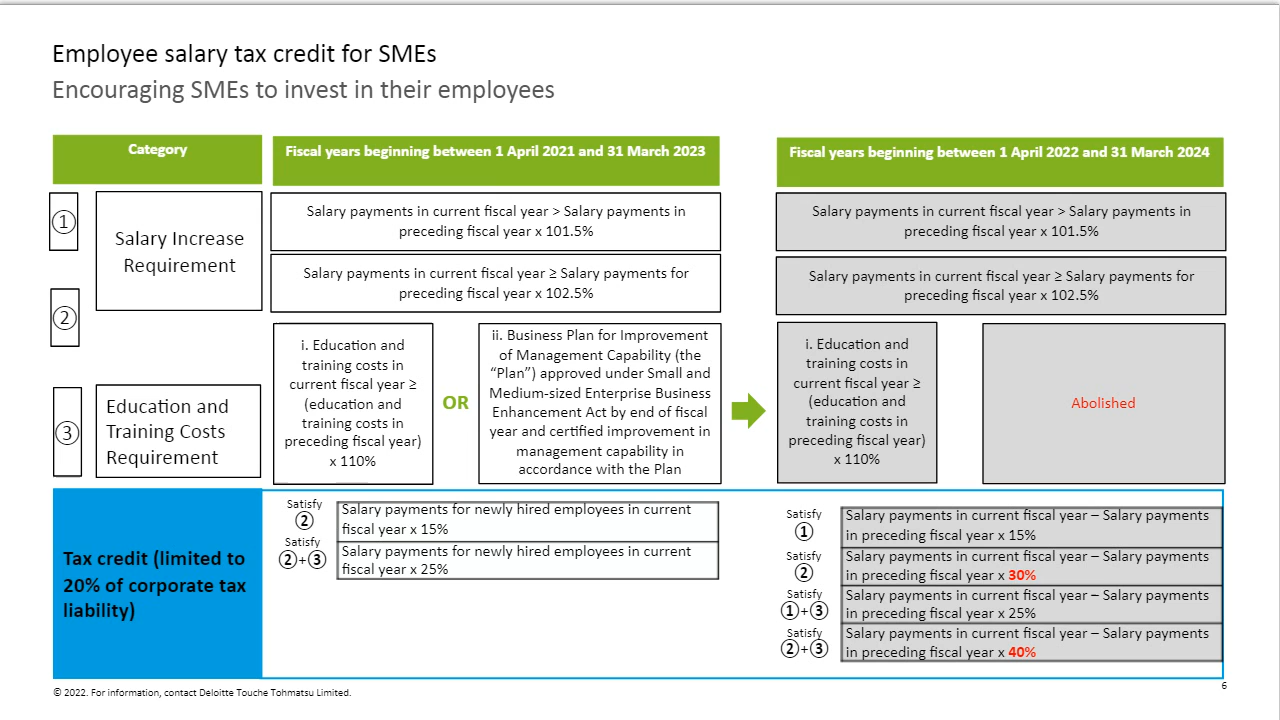 Employee salary tax credit for SMEs
Encouraging SMEs to invest in their employees
Category
Fiscal years beginning between 1 April 2021 and 31 March 2023
Fiscal years beginning between 1 April 2022 and 31 March 2024
①
Salary Increase
Requirement
Salary payments in current fiscal year > Salary payments in
preceding fiscal year x 101.5%
Salary payments in current fiscal year > Salary payments in
preceding fiscal year x 101.5%
②
Salary payments in current fiscal year ≥ Salary payments for
preceding fiscal year x 102.5%
Salary payments in current fiscal year ≥ Salary payments for
preceding fiscal year x 102.5%
③
Education and
Training Costs
Requirement
i. Education and
training costs in
current fiscal year ≥
(education and
training costs in
preceding fiscal year)
x 110%
OR
ii. Business Plan for Improvement
of Management Capability (the
“Plan”) approved under Small and
Medium-sized Enterprise Business
Enhancement Act by end of fiscal
year and certified improvement in
management capability in
accordance with the Plan
i. Education and
training costs in
current fiscal year ≥
(education and
training costs in
preceding fiscal year)
x 110%
Abolished
Tax credit (limited to
20% of corporate tax
liability)
Satisfy
②
Salary payments for newly hired employees in current
fiscal year x 15%
Satisfy
②+③
Salary payments for newly hired employees in current
fiscal year x 25%
Satisfy
①
Salary payments in current fiscal year – Salary payments
in preceding fiscal year x 15%
Satisfy
②
Salary payments in current fiscal year – Salary payments
in preceding fiscal year x 30%
Satisfy
①+③
Salary payments in current fiscal year – Salary payments
in preceding fiscal year x 25%
Satisfy
②+③
Salary payments in current fiscal year – Salary payments
in preceding fiscal year x 40%
© 2022. For information, contact Deloitte Touche Tohmatsu Limited.
6